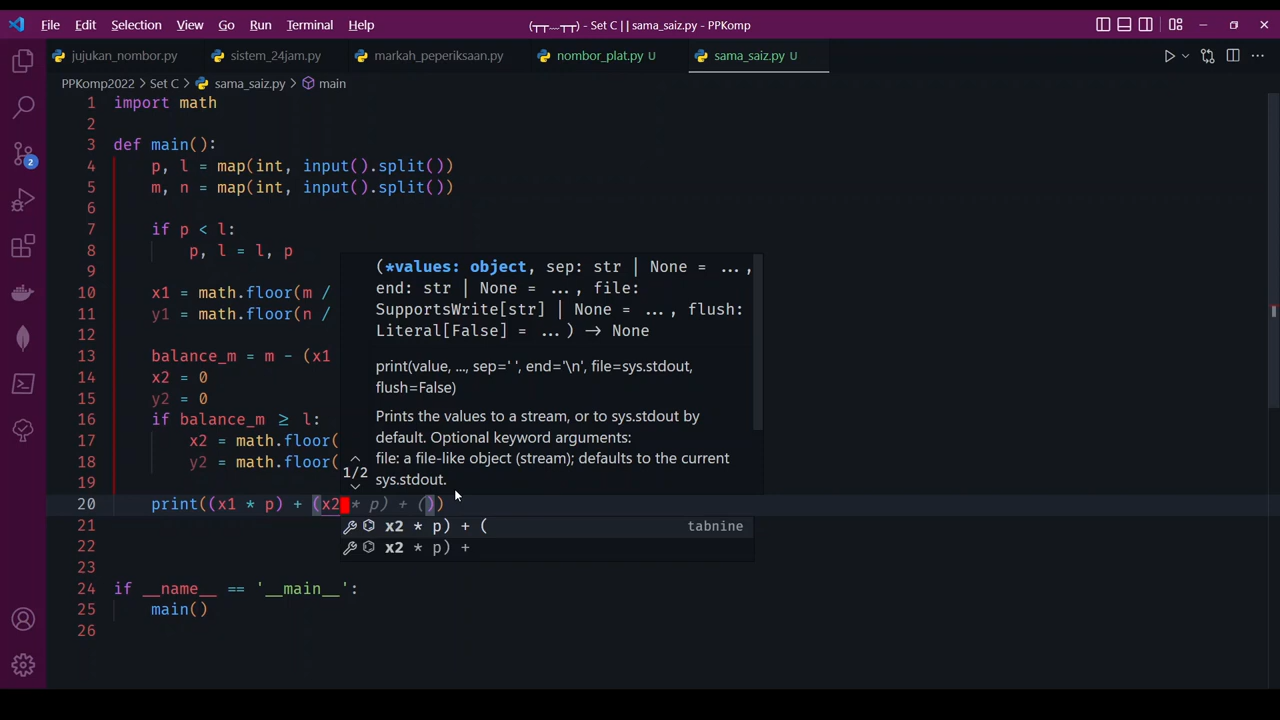 File Edit Selection View Go Run Terminal Help
(┬┬﹏┬┬) - Set C || sama_saiz.py - PPKomp
jujukan_nombor.py sistem_24jam.py markah_peperiksaan.py nombor_plat.py U sama_saiz.py U
PPKomp2022 > Set C > sama_saiz.py > main
1 import math
2
3 def main():
4 p, l = map(int, input().split())
5 m, n = map(int, input().split())
6
7 if p < l:
8 p, l = l, p
9
10 x1 = math.floor(m /
11 y1 = math.floor(n /
12
13 balance_m = m - (x1
14 x2 = 0
15 y2 = 0
16 if balance_m ≥ l:
17 x2 = math.floor(
18 y2 = math.floor(
19
20 print((x1 * p) + (x2 * p) + ())
21
22
23
24 if __name__ == '__main__':
25 main()
26
(*values: object, sep: str | None = ...,
end: str | None = ..., file:
SupportsWrite[str] | None = ..., flush:
Literal[False] = ...) → None
print(value, ..., sep=' ', end='\n', file=sys.stdout,
flush=False)
Prints the values to a stream, or to sys.stdout by
default. Optional keyword arguments:
file: a file-like object (stream); defaults to the current
sys.stdout.
1/2
x2 * p) + ( tabnine
x2 * p) +
2